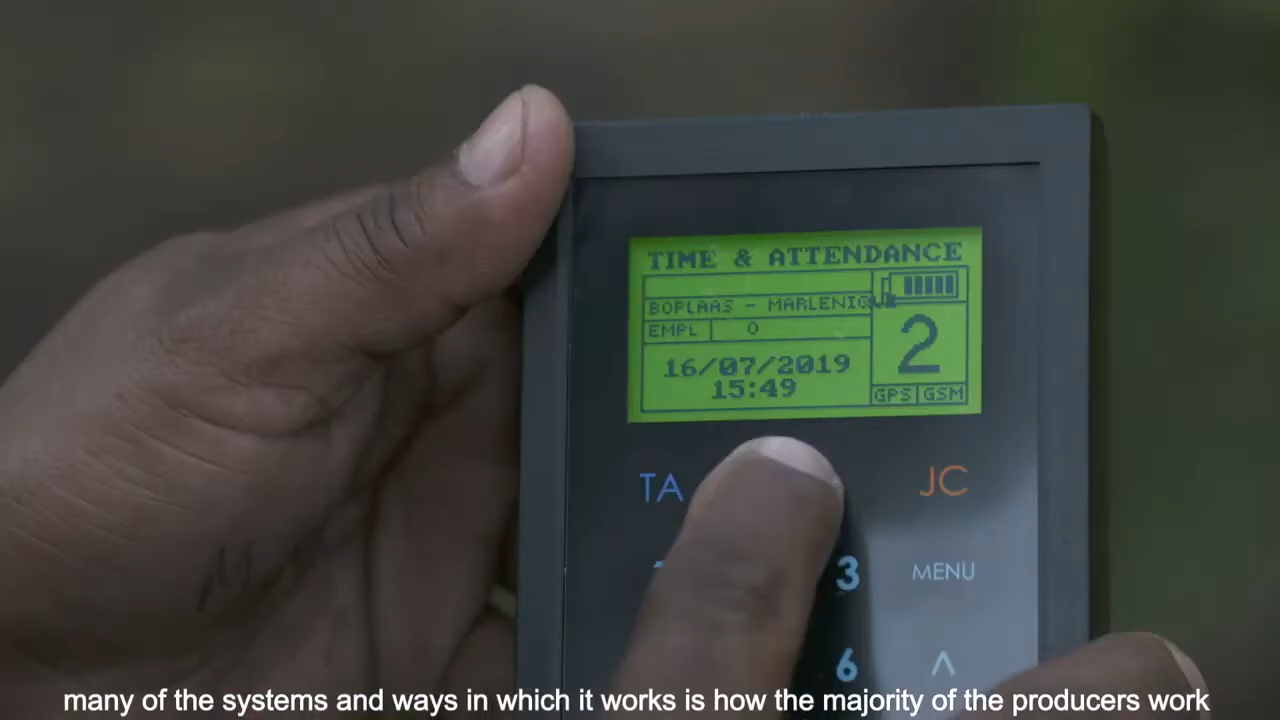 TIME & ATTENDANCE
BOPLAAS - MARLENIQUE
EMPL 0
2
16/07/2019
15:49
GPS GSM
TA JC
3 MENU
6 ^
many of the systems and ways in which it works is how the majority of the producers work